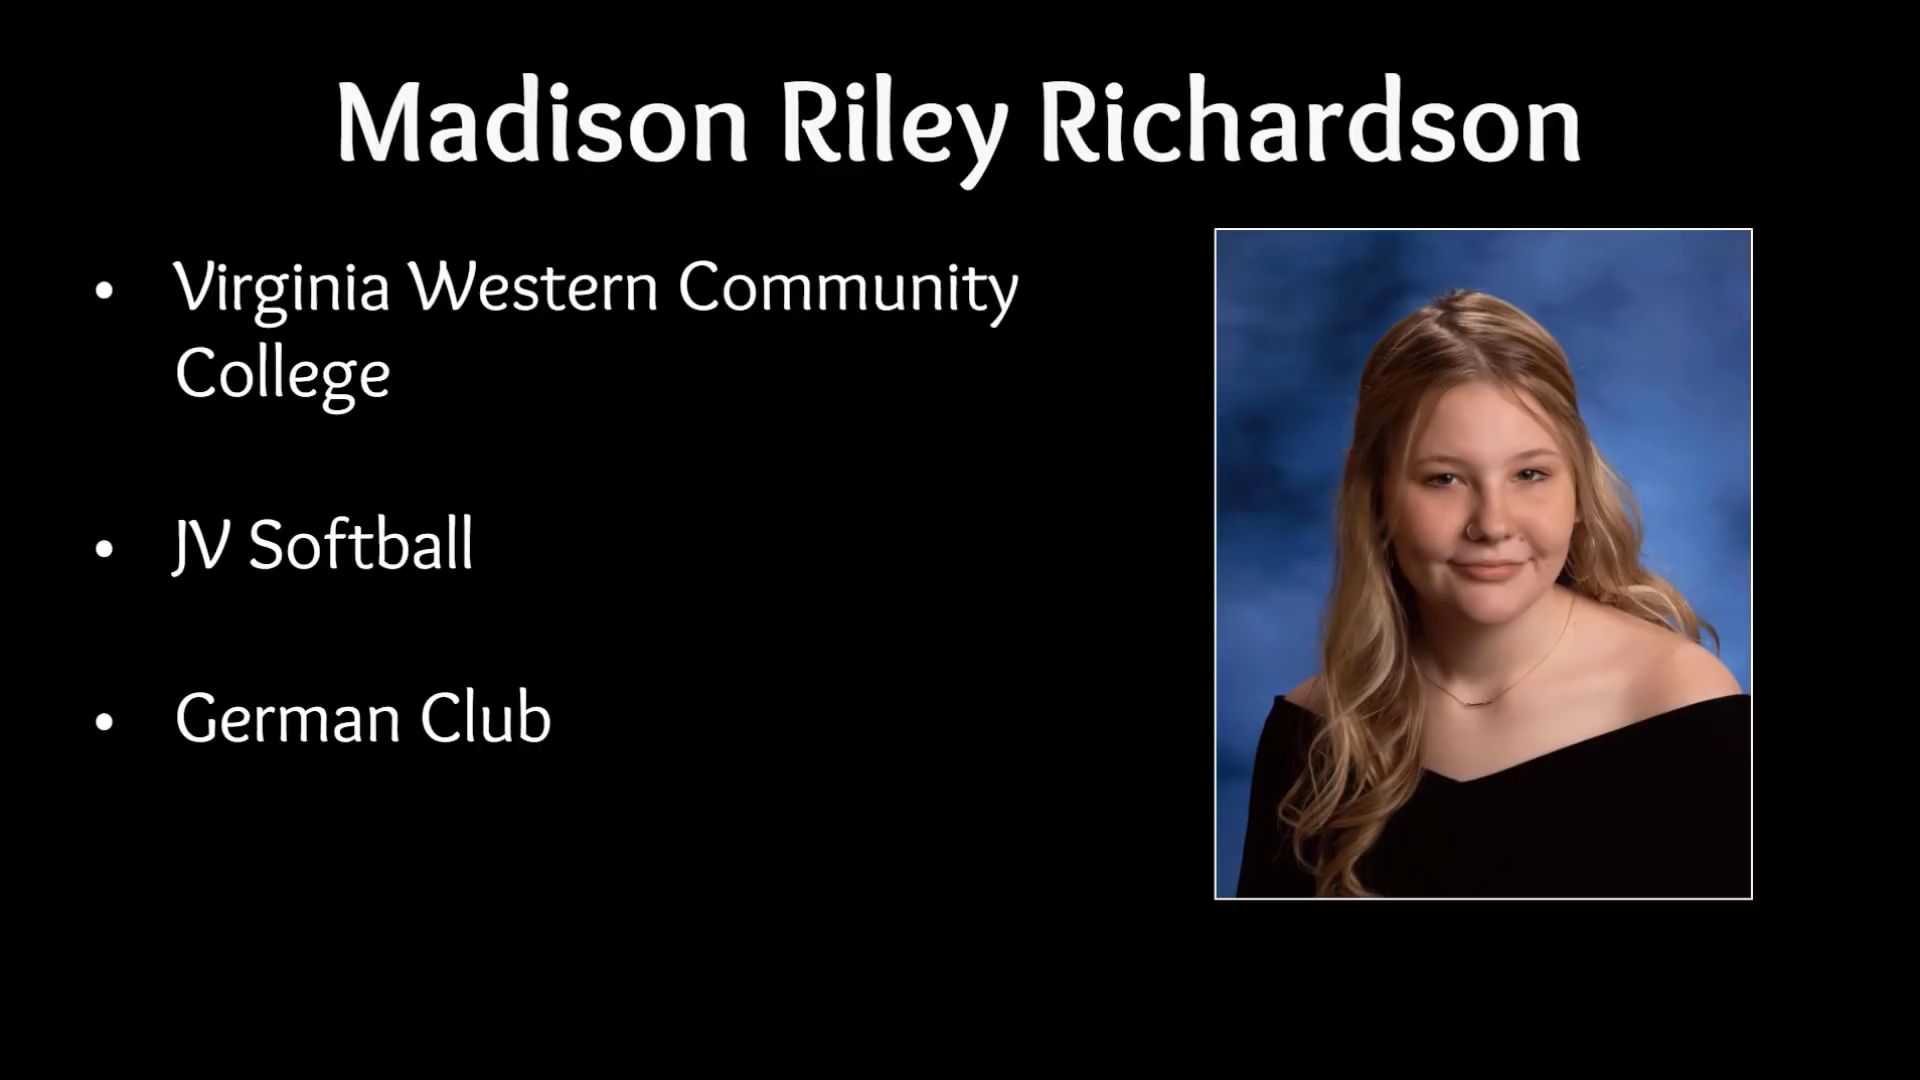 Madison Riley Richardson
• Virginia Western Community
College
• JV Softball
• German Club